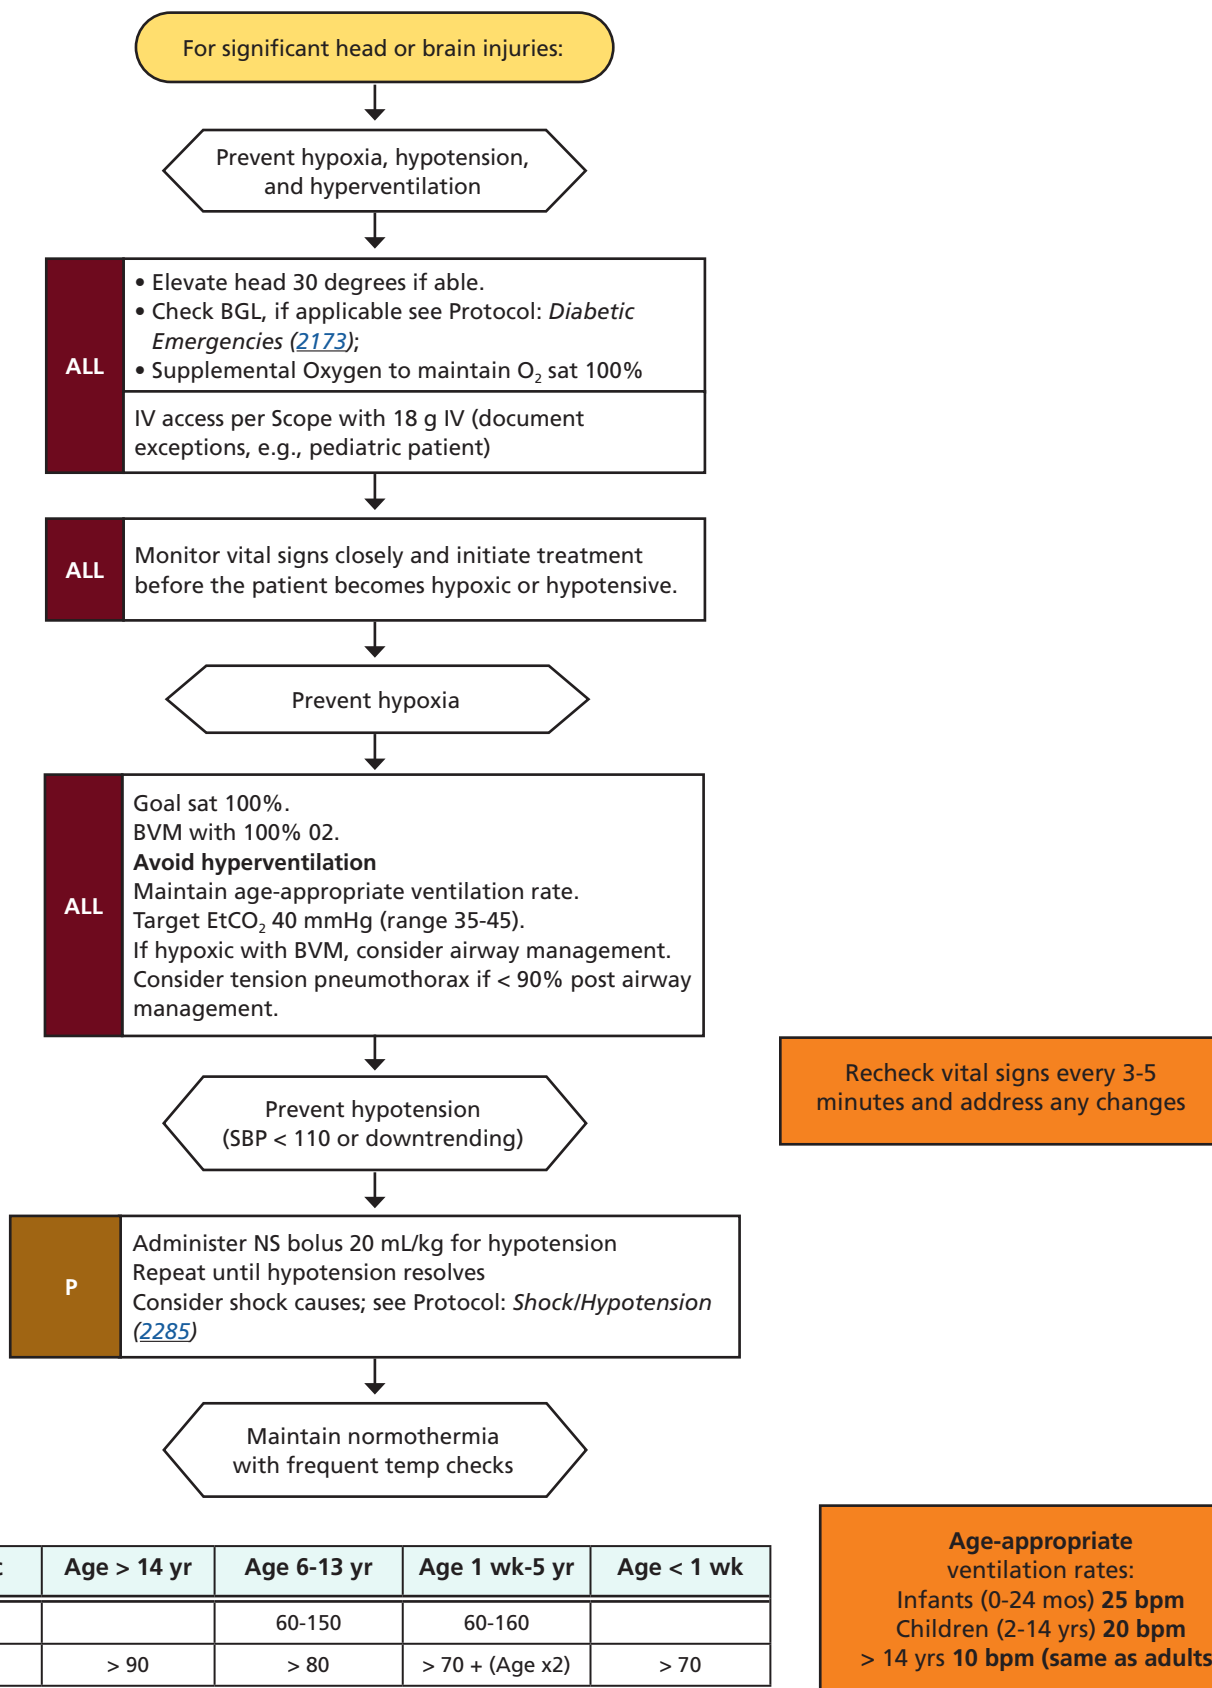 For significant head or brain injuries:
Prevent hypoxia, hypotension,
and hyperventilation
ALL
• Elevate head 30 degrees if able.
• Check BGL, if applicable see Protocol: Diabetic
Emergencies (2173);
• Supplemental Oxygen to maintain O₂ sat 100%
IV access per Scope with 18 g IV (document
exceptions, e.g., pediatric patient)
ALL
Monitor vital signs closely and initiate treatment
before the patient becomes hypoxic or hypotensive.
Prevent hypoxia
ALL
Goal sat 100%.
BVM with 100% 02.
Avoid hyperventilation
Maintain age-appropriate ventilation rate.
Target EtCO₂ 40 mmHg (range 35-45).
If hypoxic with BVM, consider airway management.
Consider tension pneumothorax if < 90% post airway
management.
Recheck vital signs every 3-5
minutes and address any changes
Prevent hypotension
(SBP < 110 or downtrending)
P
Administer NS bolus 20 mL/kg for hypotension
Repeat until hypotension resolves
Consider shock causes; see Protocol: Shock/Hypotension
(2285)
Maintain normothermia
with frequent temp checks
Age > 14 yr Age 6-13 yr Age 1 wk-5 yr Age < 1 wk
60-150 60-160
> 90 > 80 > 70 + (Age x2) > 70
Age-appropriate
ventilation rates:
Infants (0-24 mos) 25 bpm
Children (2-14 yrs) 20 bpm
> 14 yrs 10 bpm (same as adults